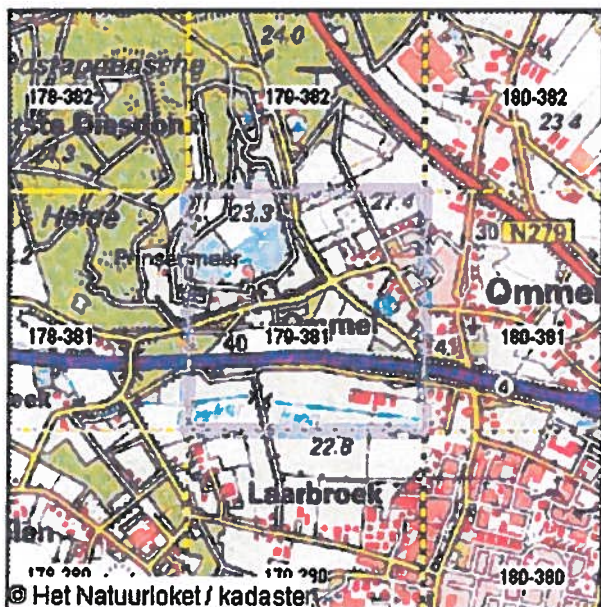 24.0
178-382
179-382
180-382
23.4
Heide
23.3
27.4
30 N279
Prinsenmeer
Ommel
178-381
179-381
180-381
40
41
6
22.8
Laarbroek
180-380
© Het Natuurloket / kadaster